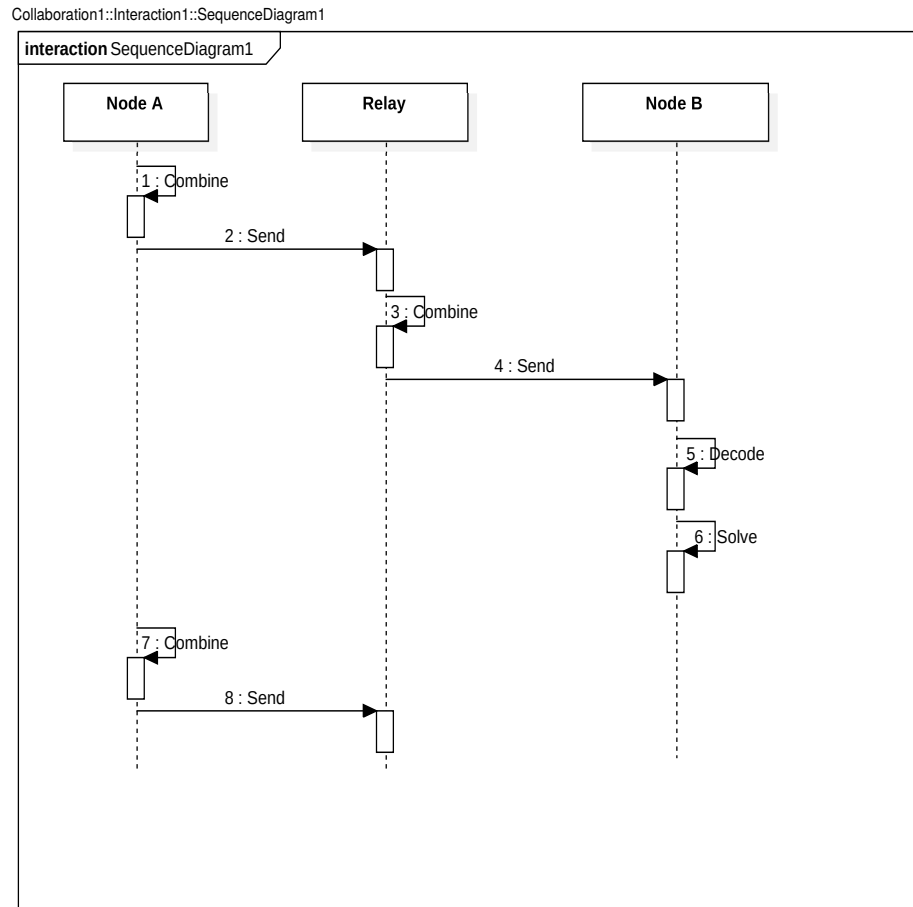 Collaboration1::Interaction1::SequenceDiagram1
interaction SequenceDiagram1
Node A
Relay
Node B
1 : Combine
2 : Send
3 : Combine
4 : Send
5 : Decode
6 : Solve
7 : Combine
8 : Send